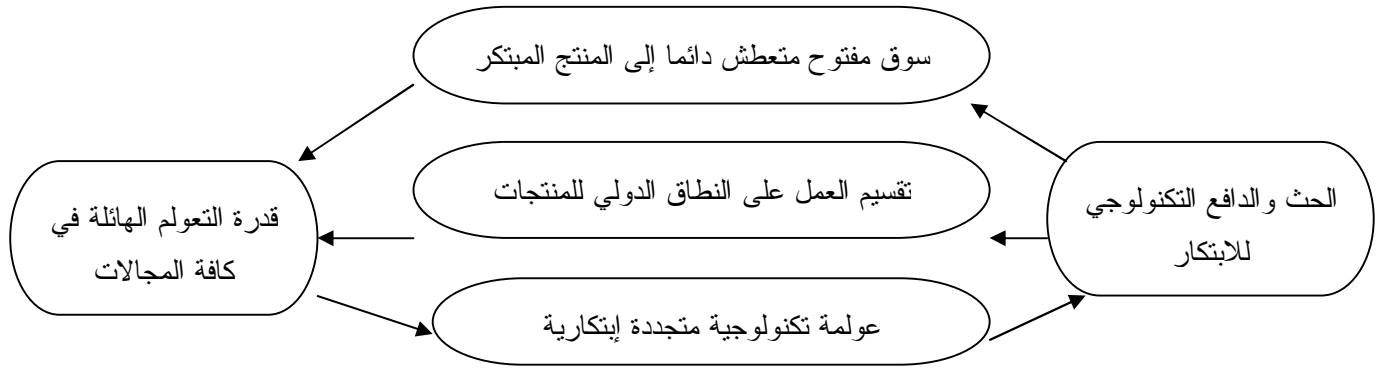 سوق مفتوح متعطش دائما إلى المنتج المبتكر
الحث والدافع التكنولوجي
للابتكار
تقسيم العمل على النطاق الدولي للمنتجات
قدرة التعولم الهائلة في
كافة المجالات
عولمة تكنولوجية متجددة إبتكارية